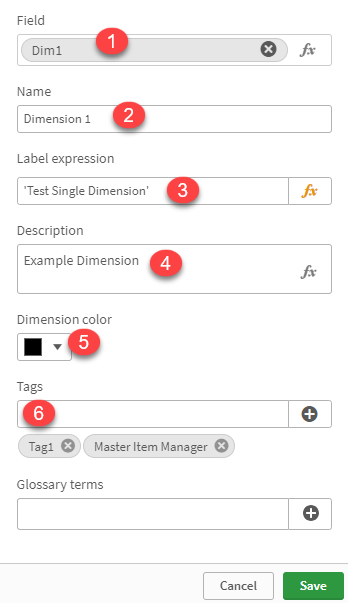 Field
1
Dim1 fx
Name
Dimension 1 2
Label expression
'Test Single Dimension' 3 fx
Description
Example Dimension 4 fx
Dimension color
5
Tags
6
Tag1 Master Item Manager
Glossary terms
Cancel Save